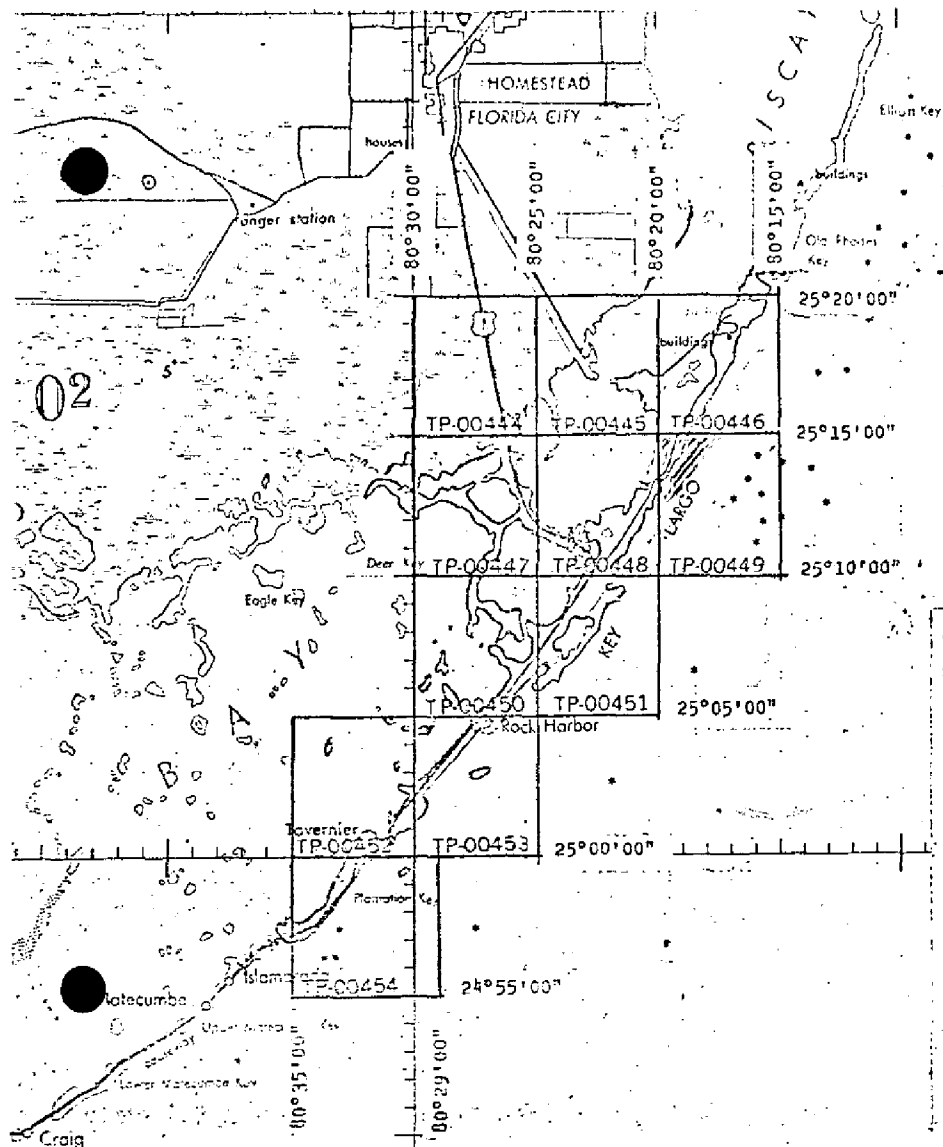 HOMESTEAD
FLORIDA CITY
houses
Elliott Key
buildings
ranger station
Old Rhodes
Key
80°30'00"
80°25'00"
80°20'00"
80°15'00"
25°20'00"
1
buildings
5
02
TP-00444
TP-00445
TP-00446
25°15'00"
LARGO
Deer Key
TP-00447
TP-00448
TP-00449
25°10'00"
Eagle Key
KEY
B A Y
TP-00450
TP-00451
25°05'00"
Rock Harbor
6
Tavernier
TP-00452
TP-00453
25°00'00"
Plantation Key
Islamorada
TP-00454
24°55'00"
Matecumbe
Lower Matecumbe Key
80°35'00"
80°29'00"
Craig